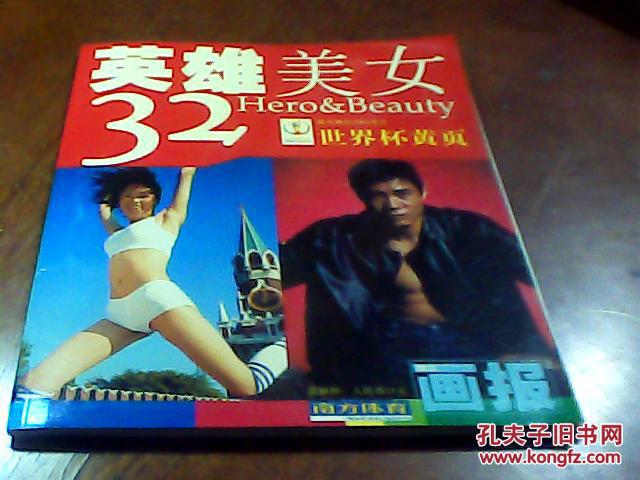 英雄美女
32
Hero&Beauty
世界杯黄页
画报
南方体育
孔夫子旧书网
www.kongfz.com